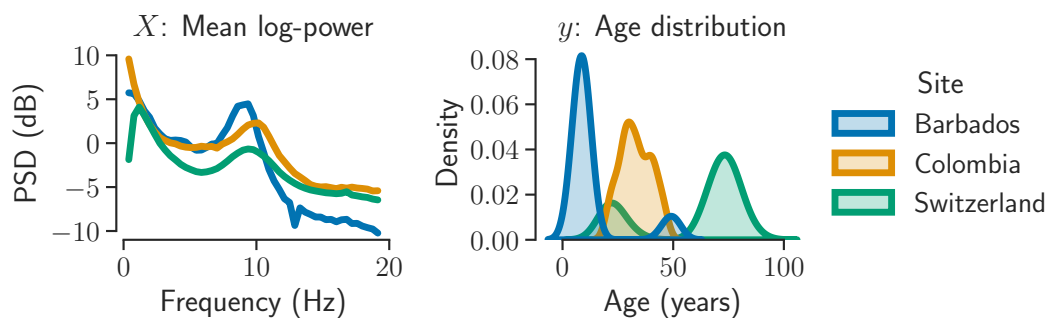 X: Mean log-power
PSD (dB)
10
5
0
−5
−10
0
10
20
Frequency (Hz)
y: Age distribution
Density
0.08
0.06
0.04
0.02
0.00
0
50
100
Age (years)
Site
Barbados
Colombia
Switzerland